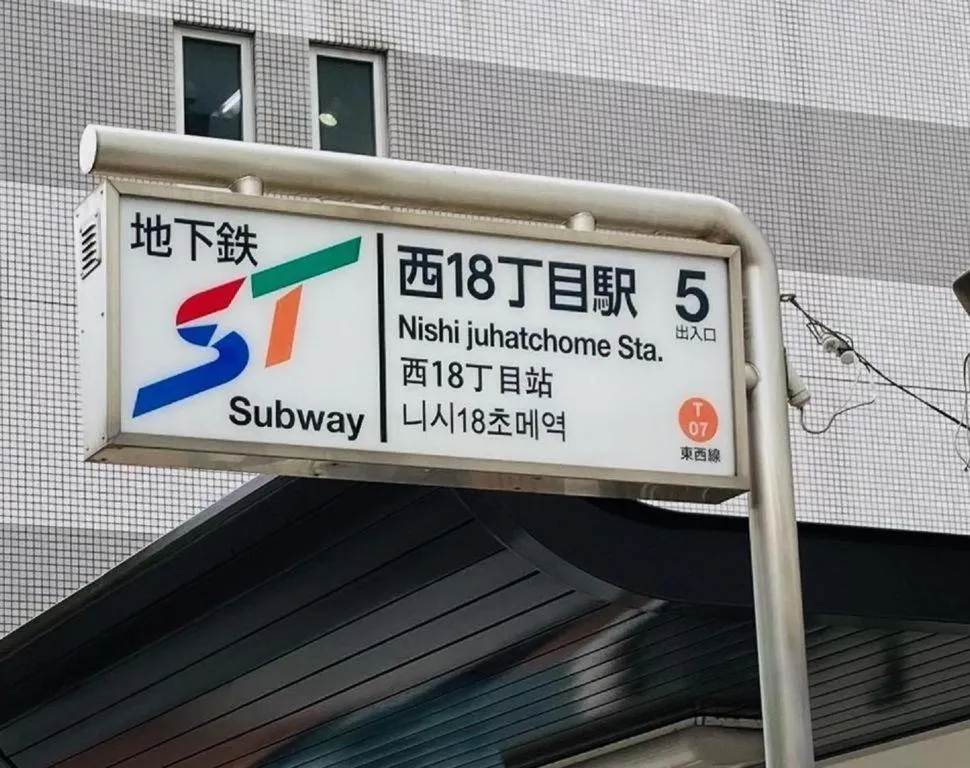 地下鉄
ST
Subway
西18丁目駅
Nishi juhatchome Sta.
西18丁目站
니시18초메역
5
出入口
T
07
東西線